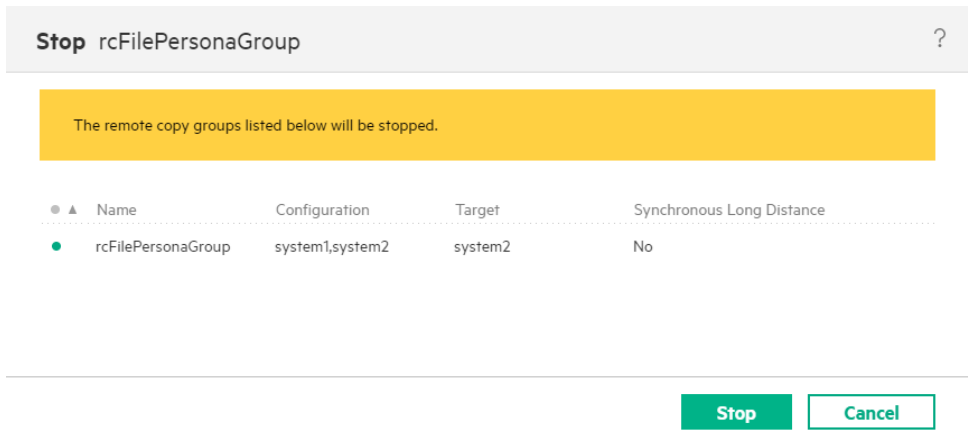 Stop rcFilePersonaGroup ?
The remote copy groups listed below will be stopped.
Name Configuration Target Synchronous Long Distance
rcFilePersonaGroup system1,system2 system2 No
Stop Cancel